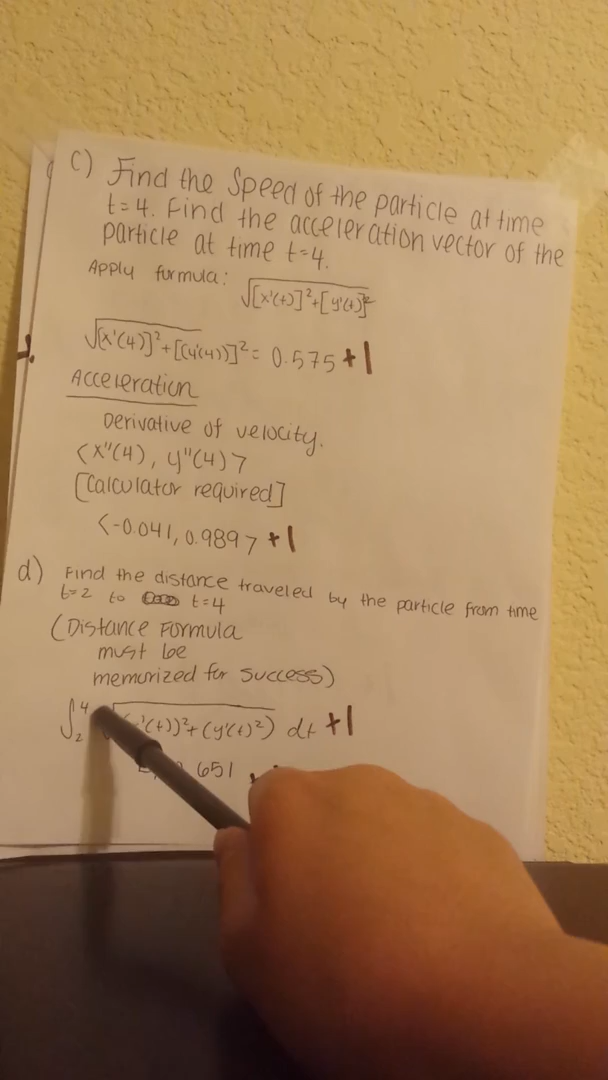 c) Find the Speed of the particle at time
t=4. Find the acceleration vector of the
particle at time t=4.
Apply formula: √[x'(t)]²+[y'(t)]²
√[x'(4)]²+[(y'(4))]²= 0.575 +1
Acceleration
Derivative of velocity.
<x"(4), y"(4)>
[Calculator required]
<-0.041, 0.989> +1
d) Find the distance traveled by the particle from time
t=2 to t=4
(Distance Formula
must be
memorized for success)
∫₂⁴ '(t))²+(y'(t)²) dt +1
651